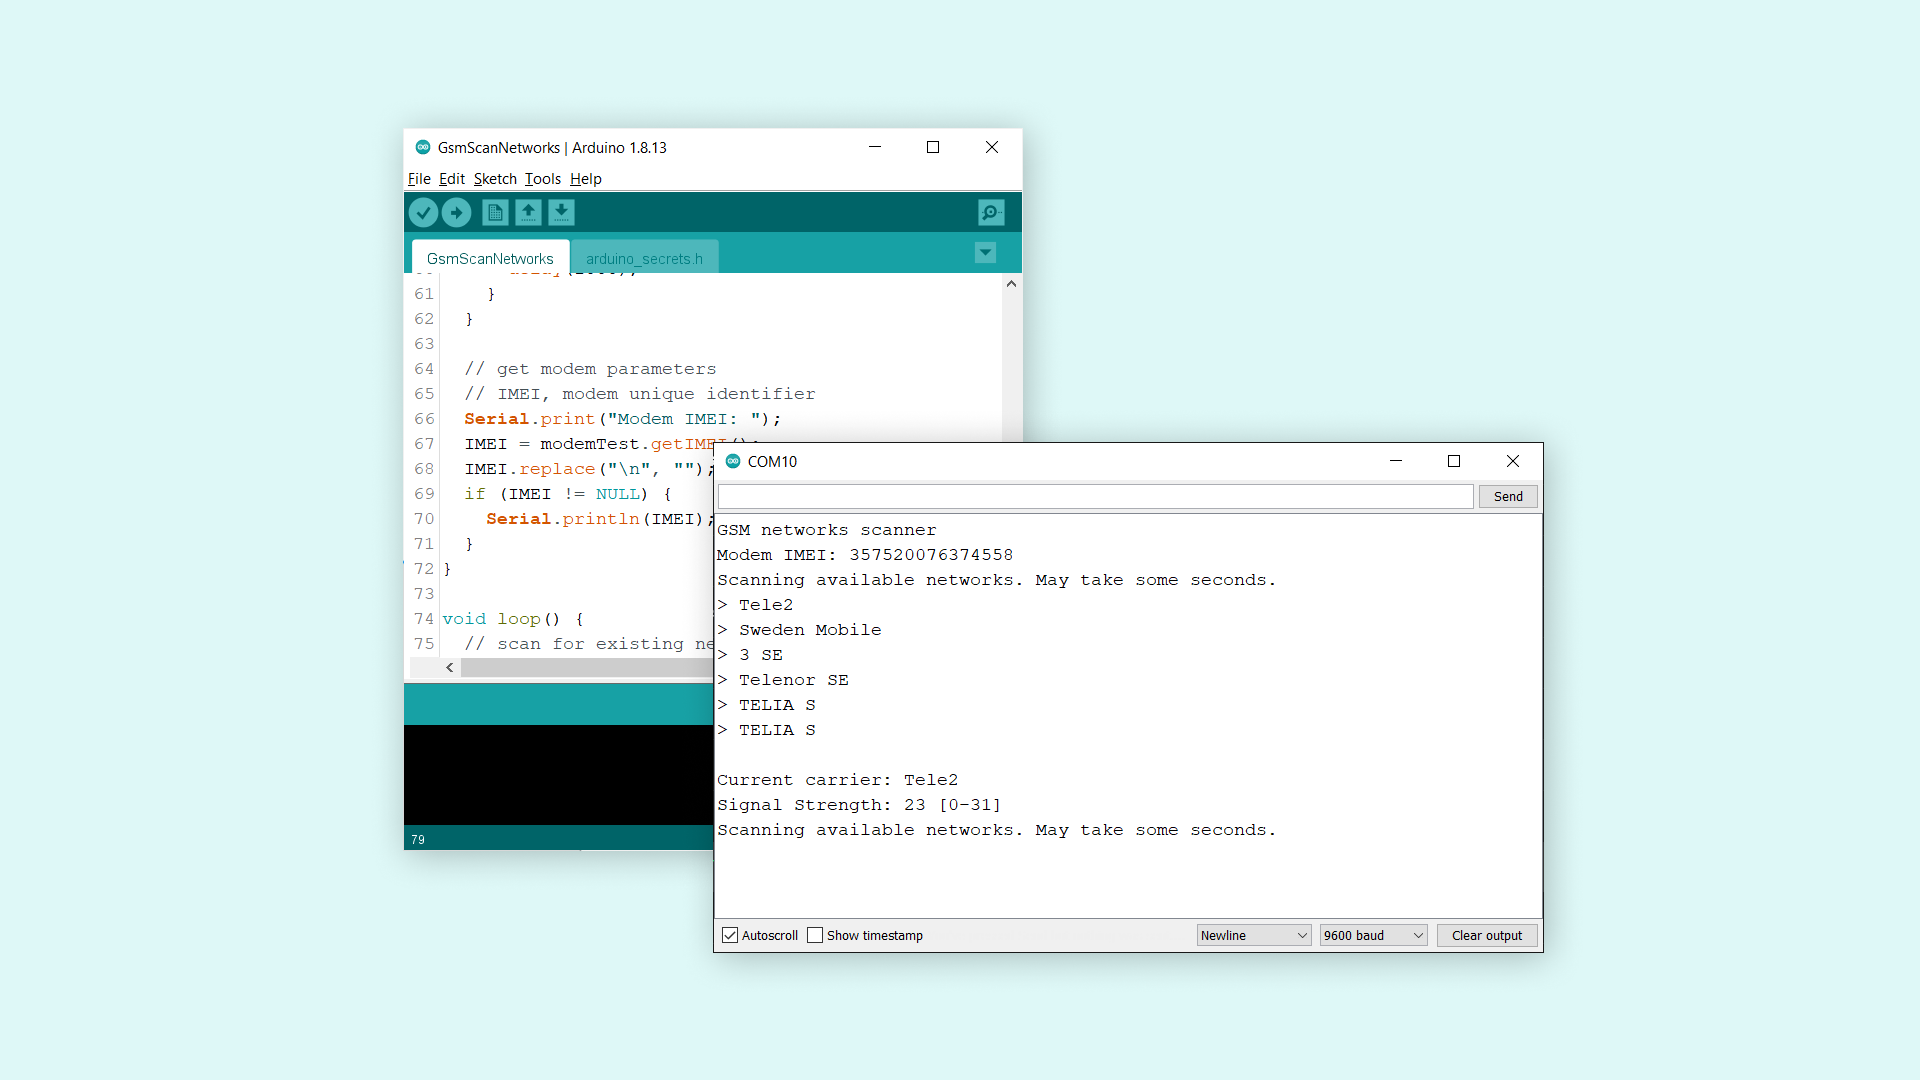 GsmScanNetworks | Arduino 1.8.13
File Edit Sketch Tools Help
GsmScanNetworks
arduino_secrets.h
61 }
62 }
63
64 // get modem parameters
65 // IMEI, modem unique identifier
66 Serial.print("Modem IMEI: ");
67 IMEI = modemTest.getIMEI();
68 IMEI.replace("\n", "");
69 if (IMEI != NULL) {
70 Serial.println(IMEI);
71 }
72 }
73
74 void loop() {
75 // scan for existing ne
79
COM10
Send
GSM networks scanner
Modem IMEI: 357520076374558
Scanning available networks. May take some seconds.
> Tele2
> Sweden Mobile
> 3 SE
> Telenor SE
> TELIA S
> TELIA S
Current carrier: Tele2
Signal Strength: 23 [0-31]
Scanning available networks. May take some seconds.
Autoscroll
Show timestamp
Newline
9600 baud
Clear output